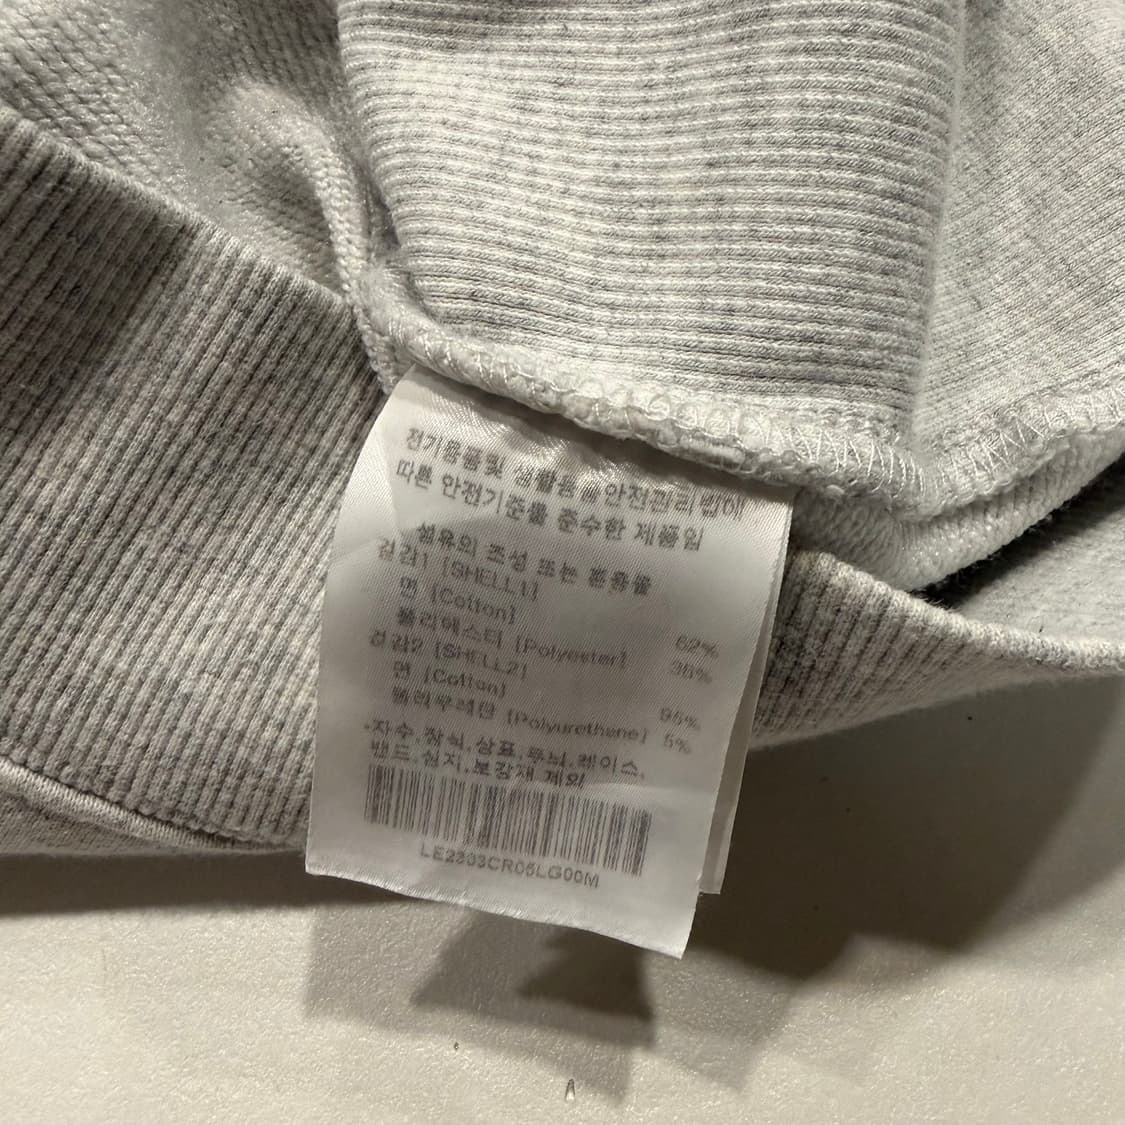 전기용품및 생활용품 안전관리법에
따른 안전기준을 준수한 제품임
섬유의 조성 또는 혼용율
겉감1 [SHELL1]
면 [Cotton] 62%
폴리에스터 [Polyester] 38%
겉감2 [SHELL2]
면 [Cotton] 95%
폴리우레탄 [Polyurethane] 5%
*자수.장식.상표.무늬.레이스.
밴드.심지.보강재 제외
LE2303CR05LG00M